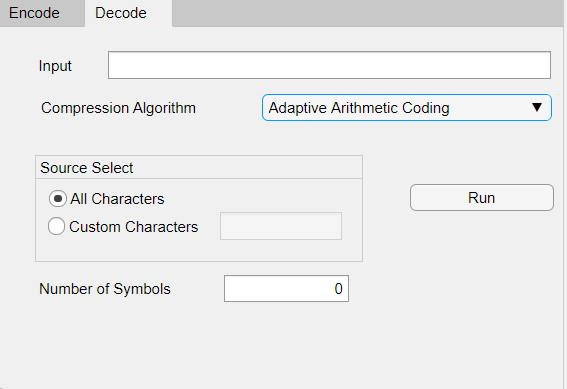 Encode Decode
Input
Compression Algorithm Adaptive Arithmetic Coding
Source Select
All Characters
Run
Custom Characters
Number of Symbols 0